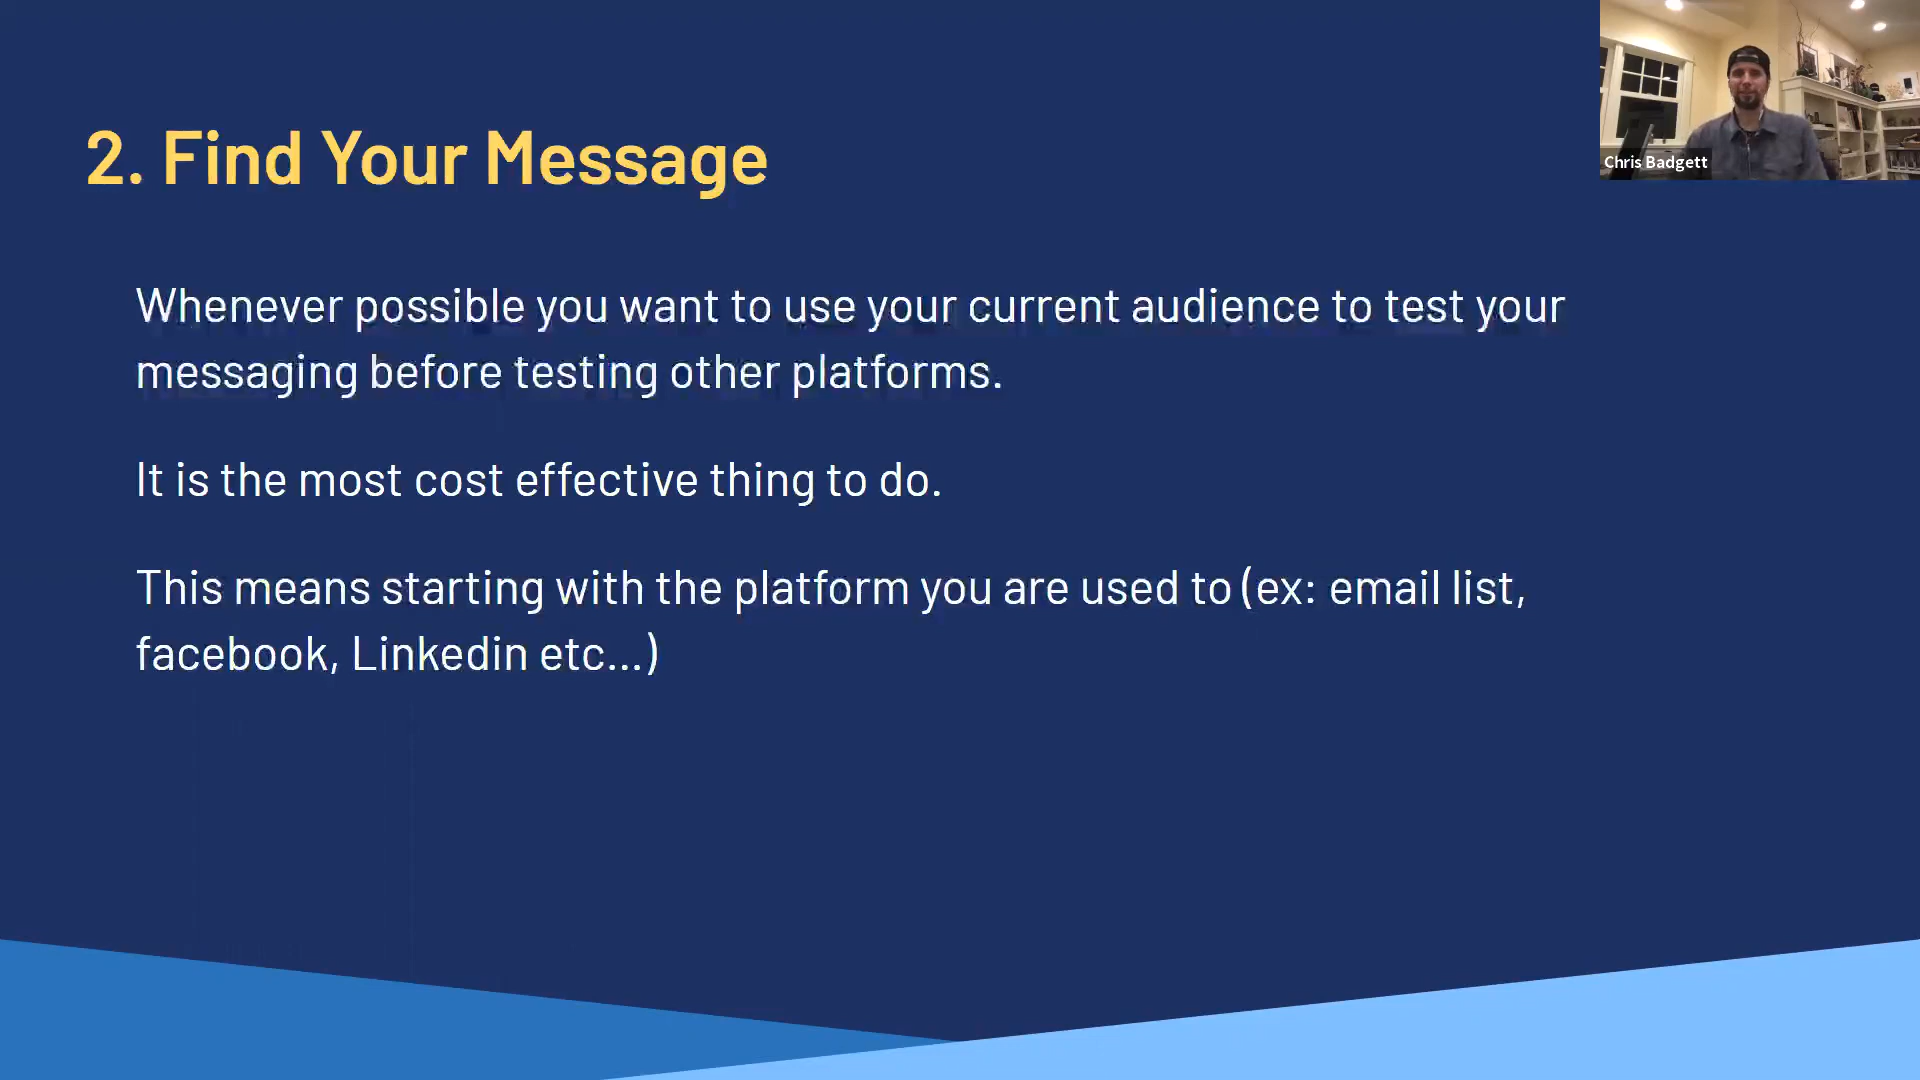 2. Find Your Message
Chris Badgett
Whenever possible you want to use your current audience to test your
messaging before testing other platforms.
It is the most cost effective thing to do.
This means starting with the platform you are used to (ex: email list,
facebook, Linkedin etc...)